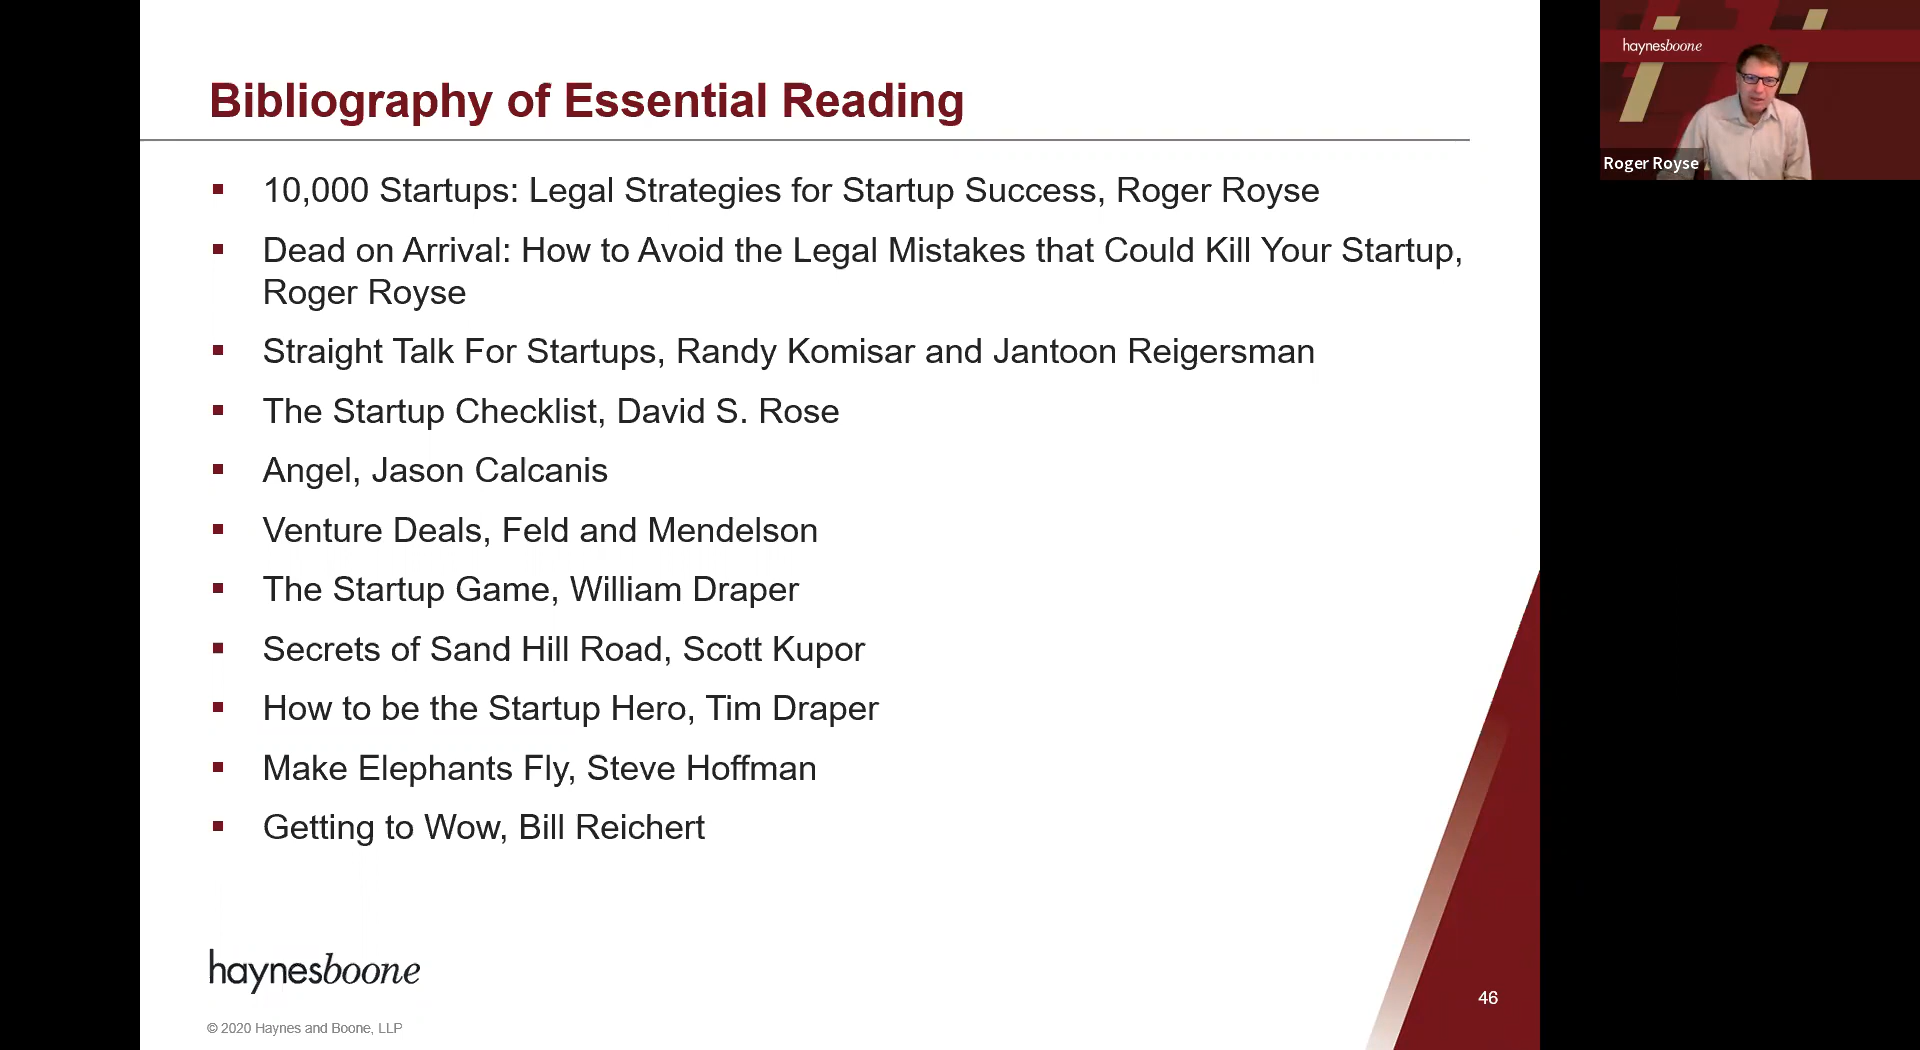 Bibliography of Essential Reading
10,000 Startups: Legal Strategies for Startup Success, Roger Royse
Dead on Arrival: How to Avoid the Legal Mistakes that Could Kill Your Startup,
Roger Royse
Straight Talk For Startups, Randy Komisar and Jantoon Reigersman
The Startup Checklist, David S. Rose
Angel, Jason Calcanis
Venture Deals, Feld and Mendelson
The Startup Game, William Draper
Secrets of Sand Hill Road, Scott Kupor
How to be the Startup Hero, Tim Draper
Make Elephants Fly, Steve Hoffman
Getting to Wow, Bill Reichert
haynesboone
© 2020 Haynes and Boone, LLP
46
haynesboone
Roger Royse